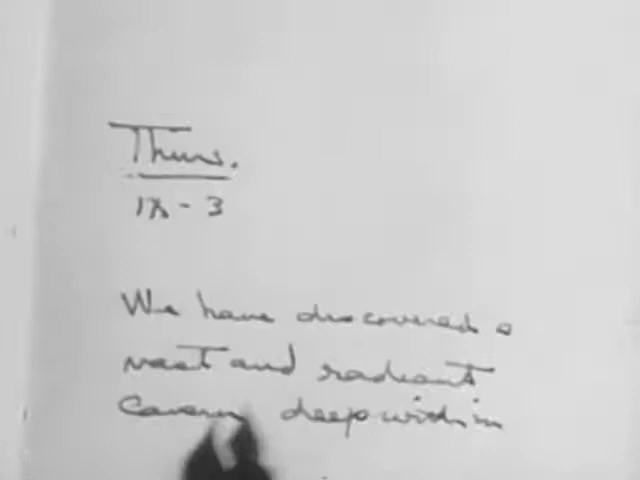 Thurs.
IX - 3
We have discovered a
vast and radiant
Cavern deep within